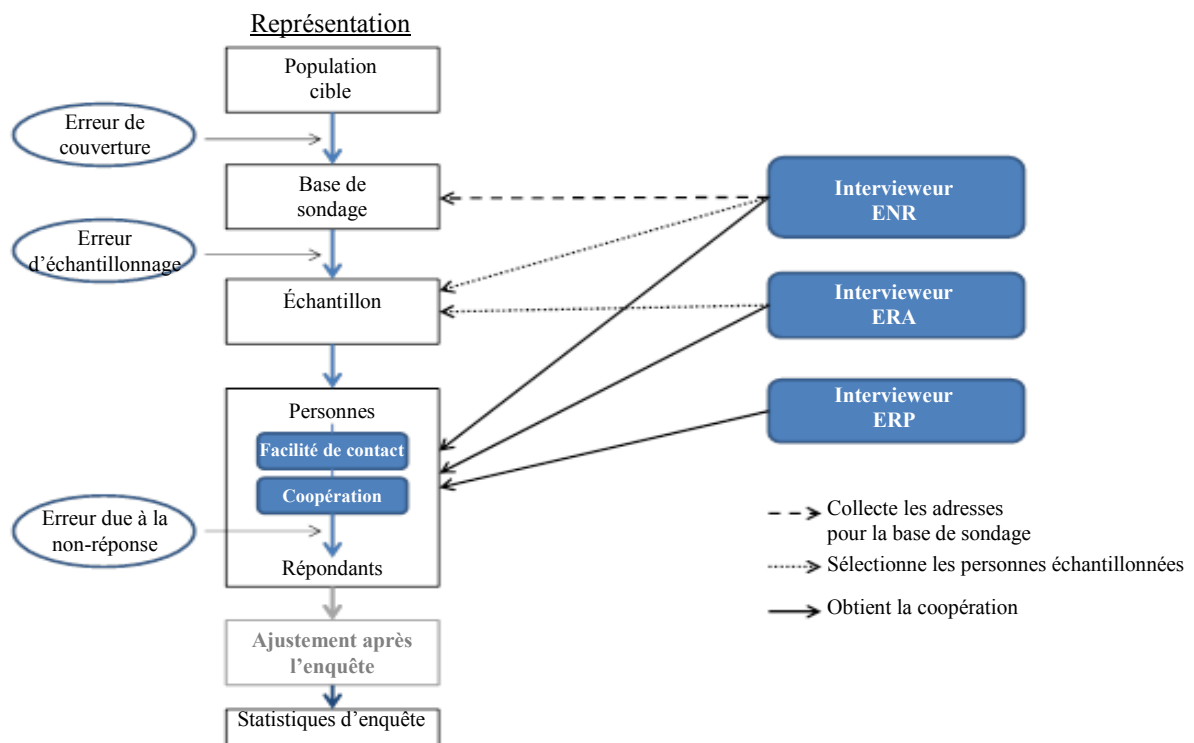 Représentation
Population
cible
Erreur de
couverture
Base de
sondage
Intervieweur
ENR
Erreur
d’échantillonnage
Échantillon
Intervieweur
ERA
Personnes
Intervieweur
ERP
Facilité de contact
Coopération
Erreur due à la
non-réponse
Répondants
Collecte les adresses
pour la base de sondage
Sélectionne les personnes échantillonnées
Obtient la coopération
Ajustement après
l’enquête
Statistiques d’enquête